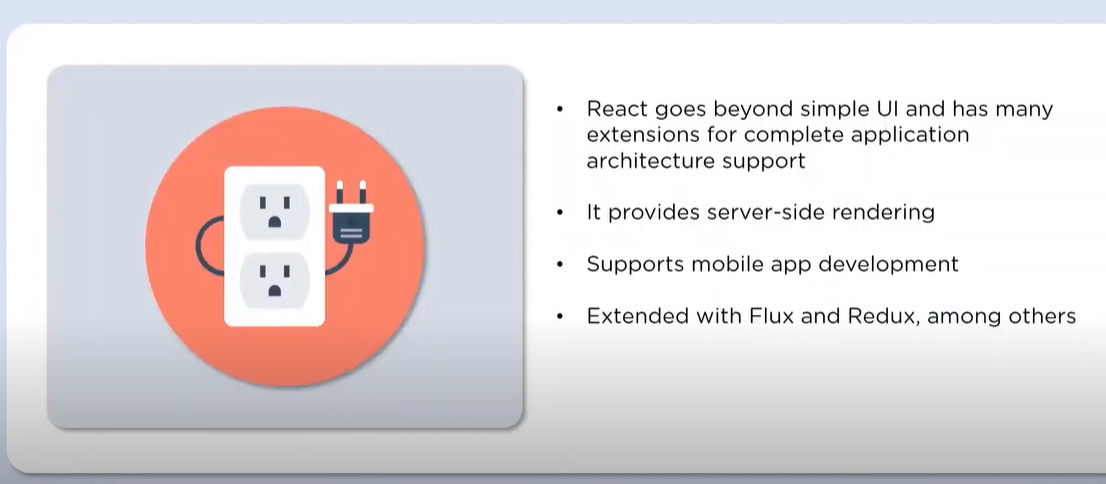 • React goes beyond simple UI and has many
extensions for complete application
architecture support
• It provides server-side rendering
• Supports mobile app development
• Extended with Flux and Redux, among others